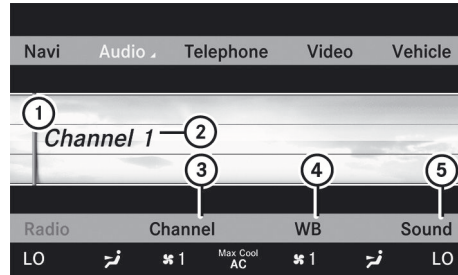 Navi Audio Telephone Video Vehicle
1
Channel 1 2
3 4 5
Radio Channel WB Sound
LO 1 Max Cool AC 1 LO